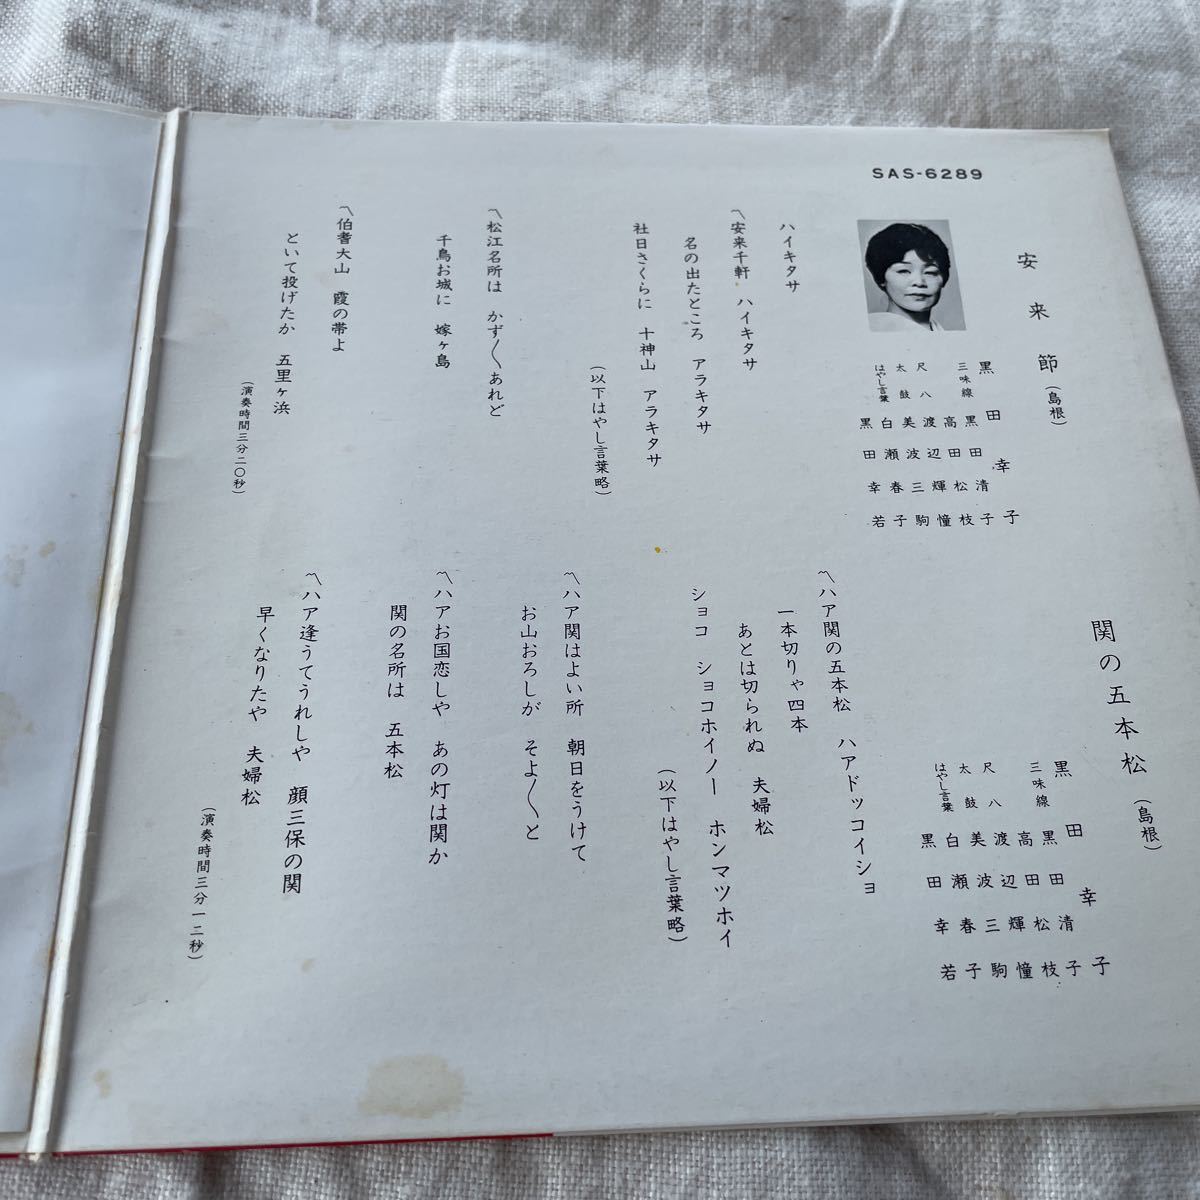 SAS-6289
安来節(島根)
黒田幸子
三味線 黒田清子
高田松枝
尺八 渡辺輝憧
太鼓 美波三駒
白瀬春子
はやし言葉 黒田幸若
ハイキタサ
〽安来千軒 ハイキタサ
名の出たところ アラキタサ
社日さくらに 十神山 アラキタサ
(以下はやし言葉略)
〽松江名所は かず〳〵あれど
千鳥お城に 嫁ヶ島
〽伯耆大山 霞の帯よ
といて投げたか 五里ヶ浜
(演奏時間三分二〇秒)
関の五本松(島根)
黒田幸子
三味線 黒田清子
高田松枝
尺八 渡辺輝憧
太鼓 美波三駒
白瀬春子
はやし言葉 黒田幸若
〽ハア関の五本松 ハアドッコイショ
一本切りゃ四本
あとは切られぬ 夫婦松
ショコ ショコホイノー ホンマツホイ
(以下はやし言葉略)
〽ハア関はよい所 朝日をうけて
お山おろしが そよ〳〵と
〽ハアお国恋しや あの灯は関か
関の名所は 五本松
〽ハア逢うてうれしや 顔三保の関
早くなりたや 夫婦松
(演奏時間三分一二秒)